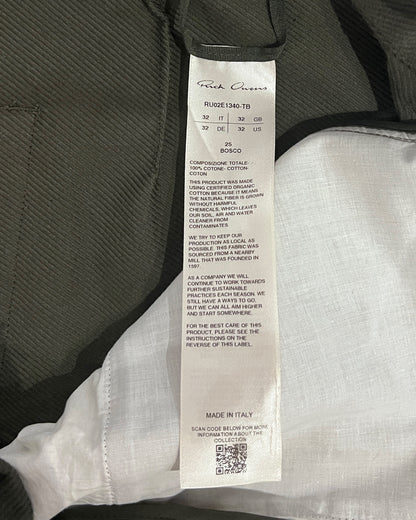 Rick Owens
RU02E1340-TB
32 IT 32 GB
32 DE 32 US
25
BOSCO
COMPOSIZIONE TOTALE-
100% COTONE- COTTON-
COTON
THIS PRODUCT WAS MADE
USING CERTIFIED ORGANIC
COTTON BECAUSE IT MEANS
THE NATURAL FIBER IS GROWN
WITHOUT HARMFUL
CHEMICALS, WHICH LEAVES
OUR SOIL, AIR AND WATER
CLEANER FROM
CONTAMINATES
WE TRY TO KEEP OUR
PRODUCTION AS LOCAL AS
POSSIBLE. THIS FABRIC WAS
SOURCED FROM A NEARBY
MILL THAT WAS FOUNDED IN
1597.
AS A COMPANY WE WILL
CONTINUE TO WORK TOWARDS
FURTHER SUSTAINABLE
PRACTICES EACH SEASON. WE
STILL HAVE A WAYS TO GO,
BUT WE CAN ALL AIM HIGHER
AND START SOMEWHERE.
FOR THE BEST CARE OF THIS
PRODUCT, PLEASE SEE THE
INSTRUCTIONS ON THE
REVERSE OF THIS LABEL.
MADE IN ITALY
SCAN CODE BELOW FOR MORE
INFORMATION ABOUT THE
COLLECTION